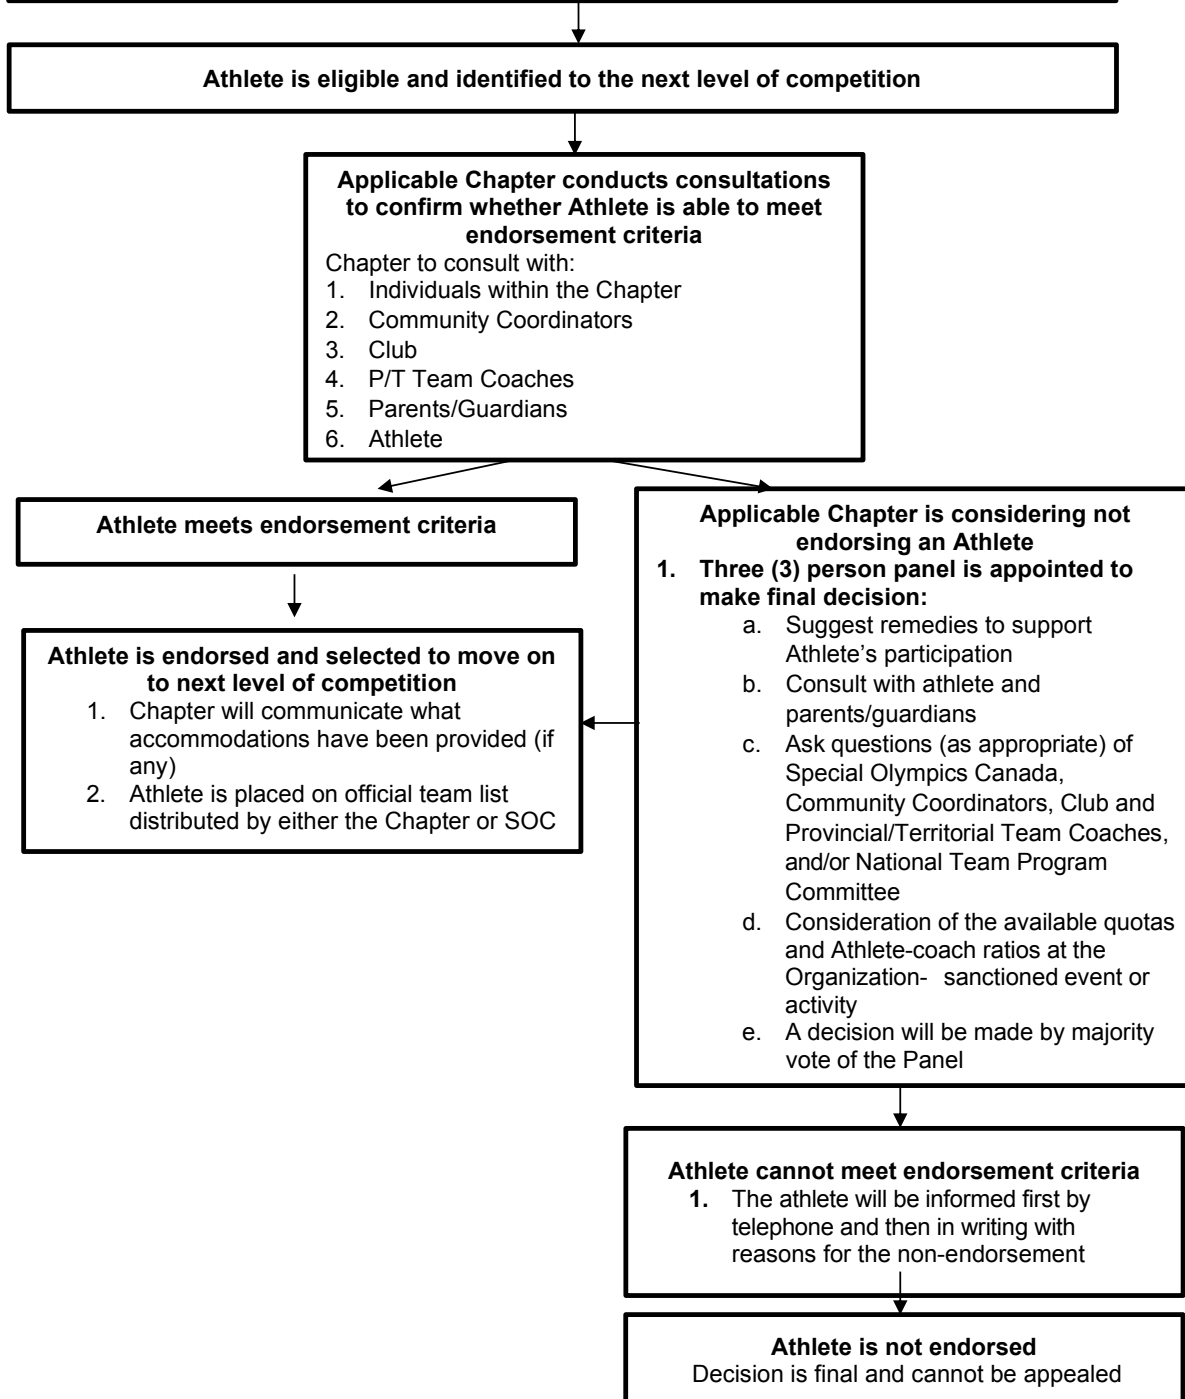 Athlete is eligible and identified to the next level of competition
Applicable Chapter conducts consultations
to confirm whether Athlete is able to meet
endorsement criteria
Chapter to consult with:
1. Individuals within the Chapter
2. Community Coordinators
3. Club
4. P/T Team Coaches
5. Parents/Guardians
6. Athlete
Athlete meets endorsement criteria
Athlete is endorsed and selected to move on
to next level of competition
1. Chapter will communicate what
accommodations have been provided (if
any)
2. Athlete is placed on official team list
distributed by either the Chapter or SOC
Applicable Chapter is considering not
endorsing an Athlete
1. Three (3) person panel is appointed to
make final decision:
a. Suggest remedies to support
Athlete's participation
b. Consult with athlete and
parents/guardians
c. Ask questions (as appropriate) of
Special Olympics Canada,
Community Coordinators, Club and
Provincial/Territorial Team Coaches,
and/or National Team Program
Committee
d. Consideration of the available quotas
and Athlete-coach ratios at the
Organization- sanctioned event or
activity
e. A decision will be made by majority
vote of the Panel
Athlete cannot meet endorsement criteria
1. The athlete will be informed first by
telephone and then in writing with
reasons for the non-endorsement
Athlete is not endorsed
Decision is final and cannot be appealed